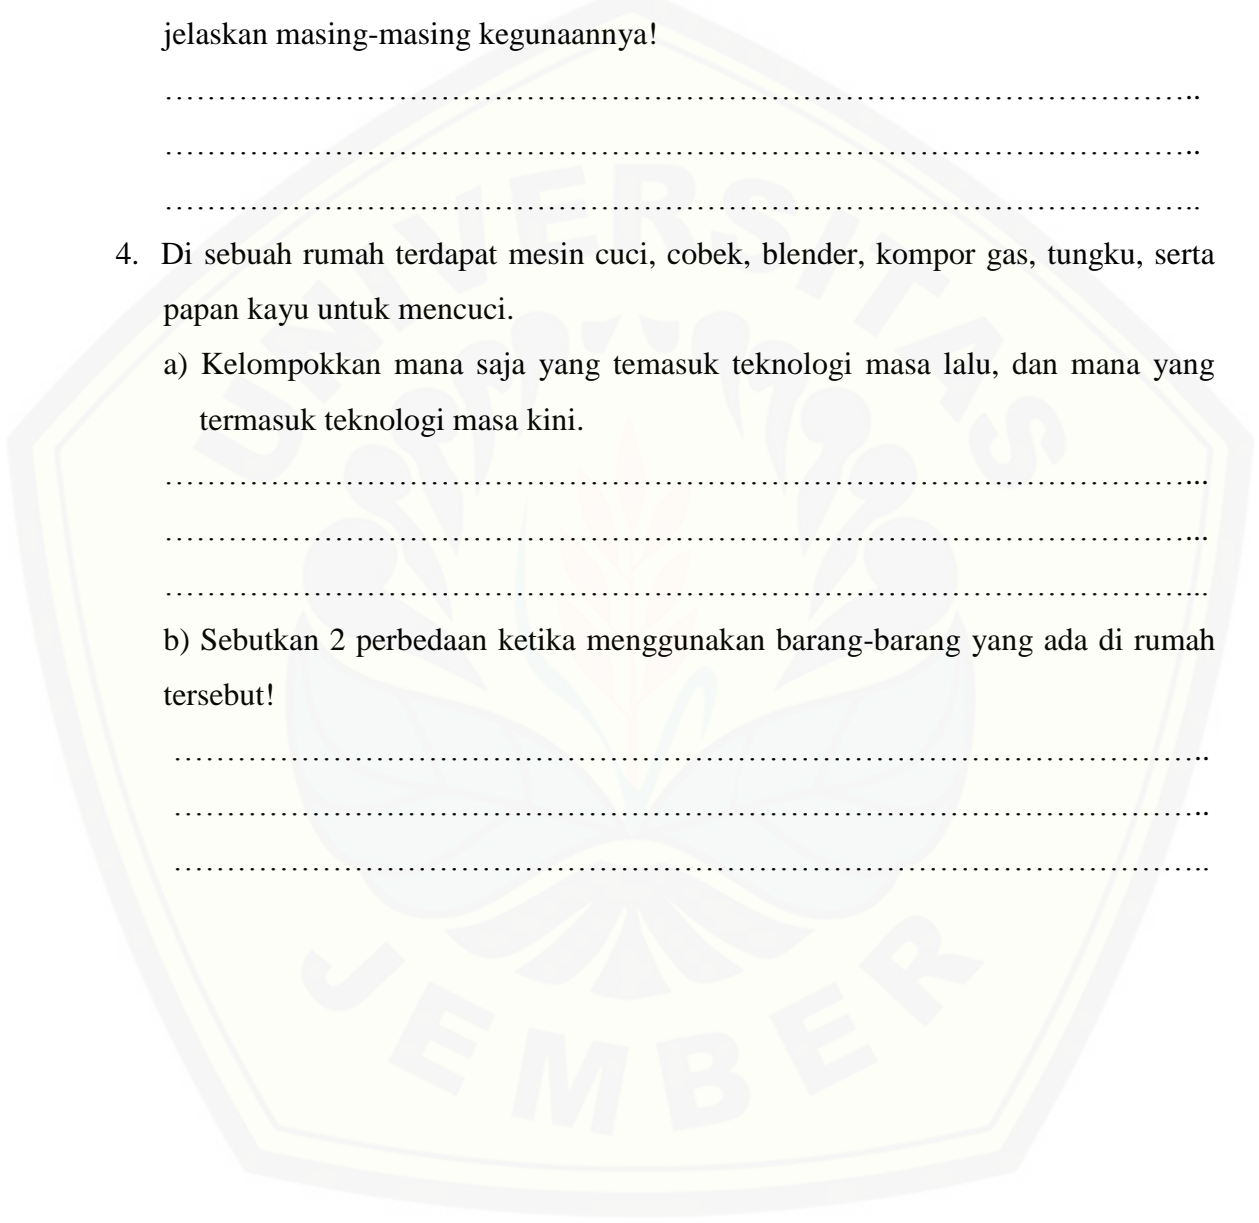 jelaskan masing-masing kegunaannya!
……………………………………………………………………………………..
……………………………………………………………………………………..
……………………………………………………………………………………..
4. Di sebuah rumah terdapat mesin cuci, cobek, blender, kompor gas, tungku, serta
papan kayu untuk mencuci.
a) Kelompokkan mana saja yang temasuk teknologi masa lalu, dan mana yang
termasuk teknologi masa kini.
……………………………………………………………………………………...
……………………………………………………………………………………...
……………………………………………………………………………………...
b) Sebutkan 2 perbedaan ketika menggunakan barang-barang yang ada di rumah
tersebut!
……………………………………………………………………………………..
……………………………………………………………………………………..
……………………………………………………………………………………..
UNIVERSITAS
JEMBER